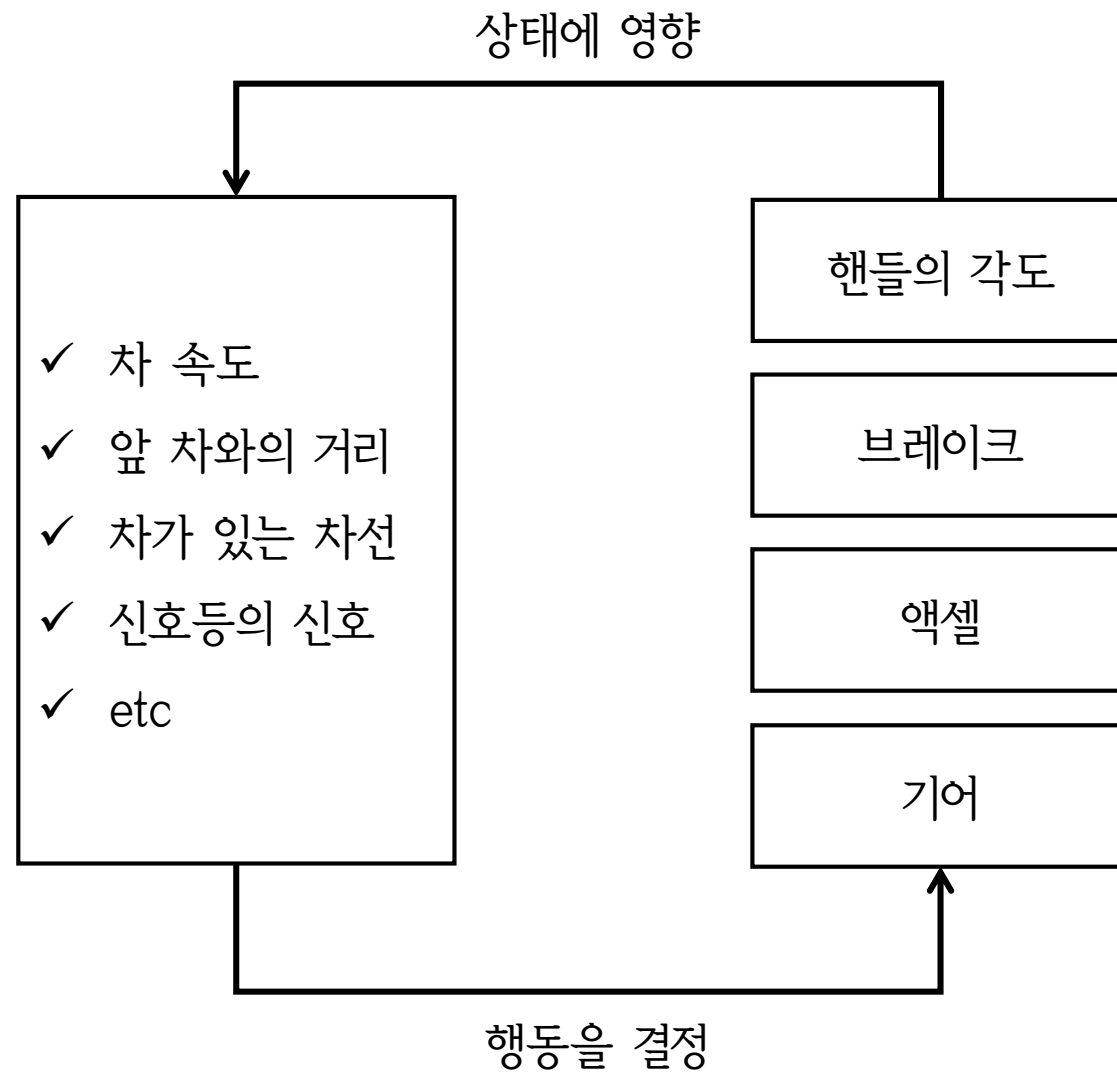 상태에 영향
✓ 차 속도
✓ 앞 차와의 거리
✓ 차가 있는 차선
✓ 신호등의 신호
✓ etc
핸들의 각도
브레이크
액셀
기어
행동을 결정